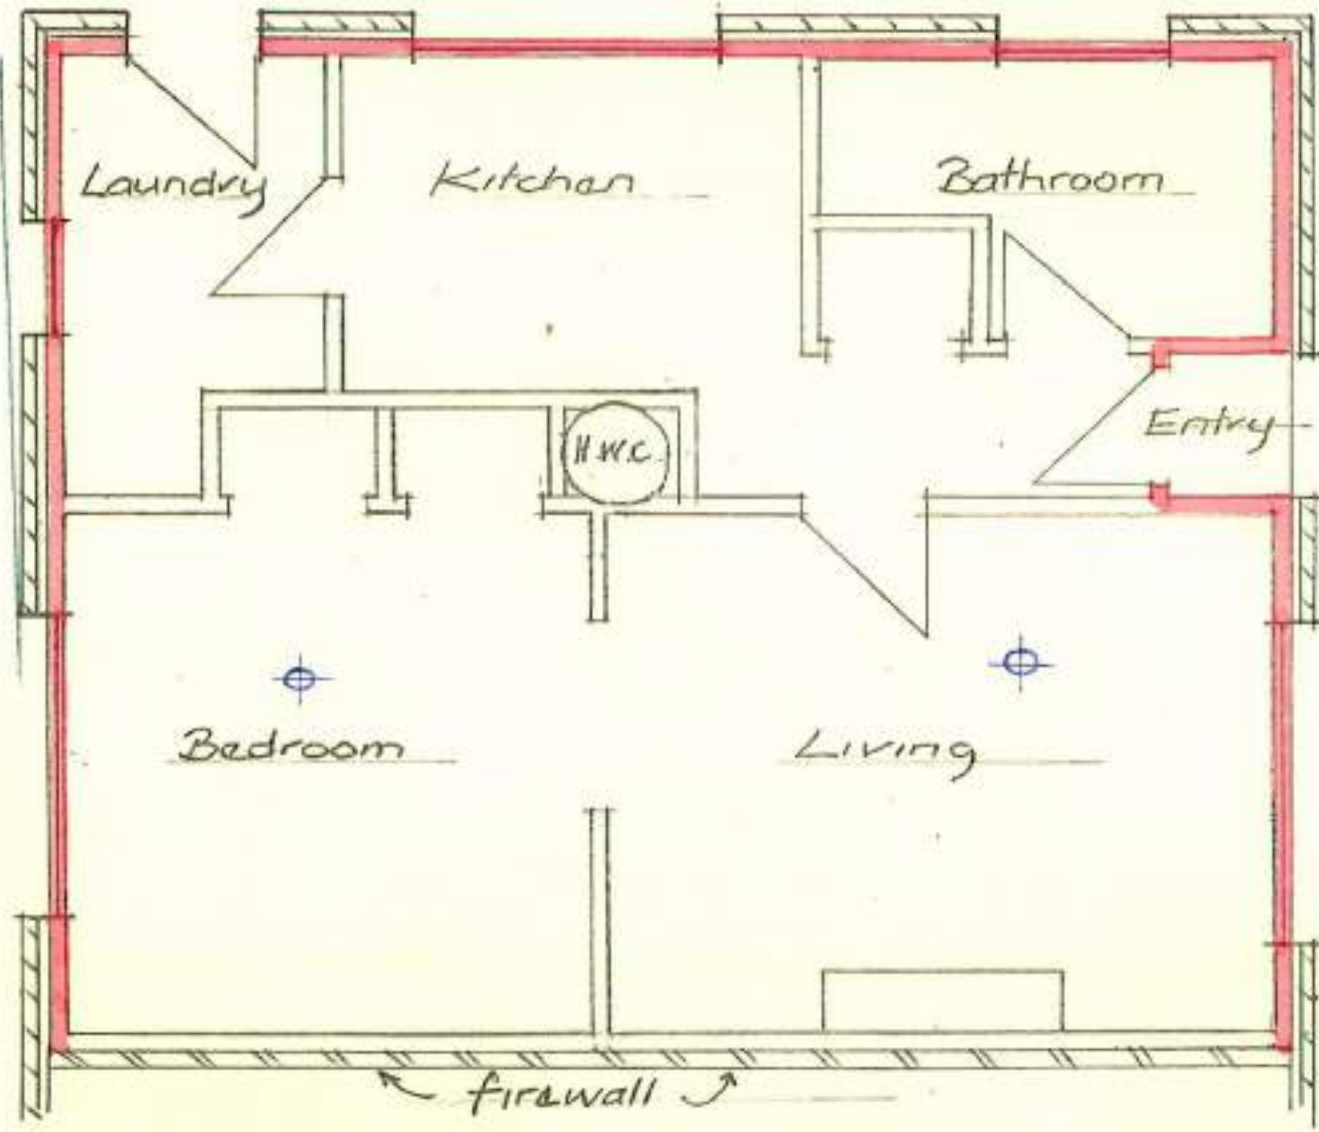 Laundry
Kitchen
Bathroom
H.W.C.
Entry
Bedroom
Living
firewall